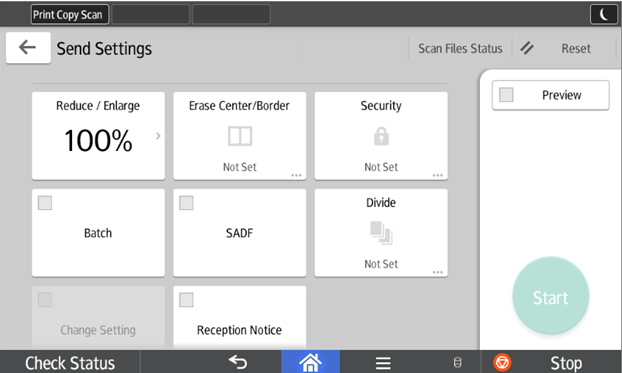 Print Copy Scan
Send Settings
Scan Files Status
Reset
Reduce / Enlarge
100%
Erase Center/Border
Not Set
Security
Not Set
Preview
Batch
SADF
Divide
Not Set
Change Setting
Reception Notice
Start
Check Status
Stop